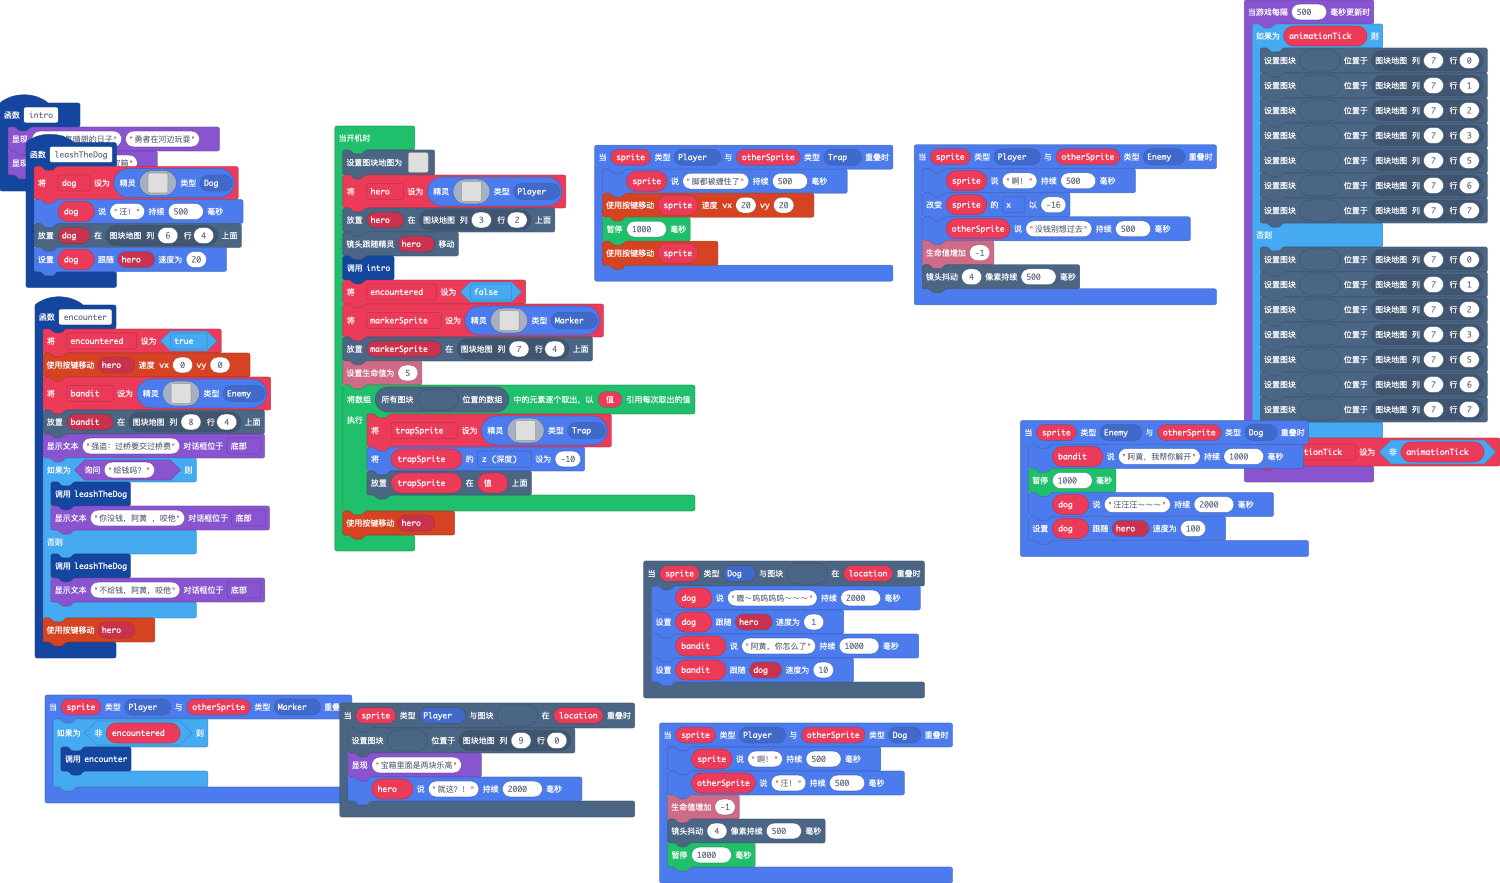 函数 intro
显现 晴朗的日子" "勇者在河边玩耍"
显现
函数 leashTheDog
将 dog 设为 精灵 类型 Dog
dog 说 "汪!" 持续 500 毫秒
放置 dog 在 图块地图 列 6 行 4 上面
设置 dog 跟随 hero 速度为 20
函数 encounter
将 encountered 设为 true
使用按键移动 hero 速度 vx 0 vy 0
将 bandit 设为 精灵 类型 Enemy
放置 bandit 在 图块地图 列 8 行 4 上面
显示文本 "强盗: 过桥要交过桥费" 对话框位于 底部
如果为 询问 "给钱吗? " 则
调用 leashTheDog
显示文本 "你没钱, 阿黄 , 咬他" 对话框位于 底部
否则
调用 leashTheDog
显示文本 "不给钱, 阿黄, 咬他" 对话框位于 底部
使用按键移动 hero
当 sprite 类型 Player 与 otherSprite 类型 Marker 重叠
如果为 非 encountered 则
调用 encounter
当开机时
设置图块地图为
将 hero 设为 精灵 类型 Player
放置 hero 在 图块地图 列 3 行 2 上面
镜头跟随精灵 hero 移动
调用 intro
将 encountered 设为 false
将 markerSprite 设为 精灵 类型 Marker
放置 markerSprite 在 图块地图 列 7 行 4 上面
设置生命值为 5
将数组 所有图块 位置的数组 中的元素逐个取出, 以 值 引用每次取出的值
执行
将 trapSprite 设为 精灵 类型 Trap
将 trapSprite 的 z (深度) 设为 -10
放置 trapSprite 在 值 上面
使用按键移动 hero
当 sprite 类型 Player 与图块 在 location 重叠时
设置图块 位置于 图块地图 列 9 行 0
显现 "宝箱里面是两块乐高"
hero 说 "就这?! " 持续 2000 毫秒
当 sprite 类型 Player 与 otherSprite 类型 Trap 重叠时
sprite 说 "脚都被缠住了" 持续 500 毫秒
使用按键移动 sprite 速度 vx 20 vy 20
暂停 1000 毫秒
使用按键移动 sprite
当 sprite 类型 Player 与 otherSprite 类型 Enemy 重叠时
sprite 说 "啊! " 持续 500 毫秒
改变 sprite 的 x 以 -16
otherSprite 说 "没钱别想过去" 持续 500 毫秒
生命值增加 -1
镜头抖动 4 像素持续 500 毫秒
当 sprite 类型 Dog 与图块 在 location 重叠时
dog 说 "嗷~呜呜呜呜~~~~" 持续 2000 毫秒
设置 dog 跟随 hero 速度为 1
bandit 说 "阿黄, 你怎么了" 持续 1000 毫秒
设置 bandit 跟随 dog 速度为 10
当 sprite 类型 Player 与 otherSprite 类型 Dog 重叠时
sprite 说 "啊! " 持续 500 毫秒
otherSprite 说 "汪! " 持续 500 毫秒
生命值增加 -1
镜头抖动 4 像素持续 500 毫秒
暂停 1000 毫秒
当游戏每隔 500 毫秒更新时
如果为 animationTick 则
设置图块 位置于 图块地图 列 7 行 0
设置图块 位置于 图块地图 列 7 行 1
设置图块 位置于 图块地图 列 7 行 2
设置图块 位置于 图块地图 列 7 行 3
设置图块 位置于 图块地图 列 7 行 5
设置图块 位置于 图块地图 列 7 行 6
设置图块 位置于 图块地图 列 7 行 7
否则
设置图块 位置于 图块地图 列 7 行 0
设置图块 位置于 图块地图 列 7 行 1
设置图块 位置于 图块地图 列 7 行 2
设置图块 位置于 图块地图 列 7 行 3
设置图块 位置于 图块地图 列 7 行 5
设置图块 位置于 图块地图 列 7 行 6
设置图块 位置于 图块地图 列 7 行 7
tionTick 设为 非 animationTick
当 sprite 类型 Enemy 与 otherSprite 类型 Dog 重叠时
bandit 说 "阿黄, 我帮你解开" 持续 1000 毫秒
暂停 1000 毫秒
dog 说 "汪汪汪~~~~" 持续 2000 毫秒
设置 dog 跟随 hero 速度为 100